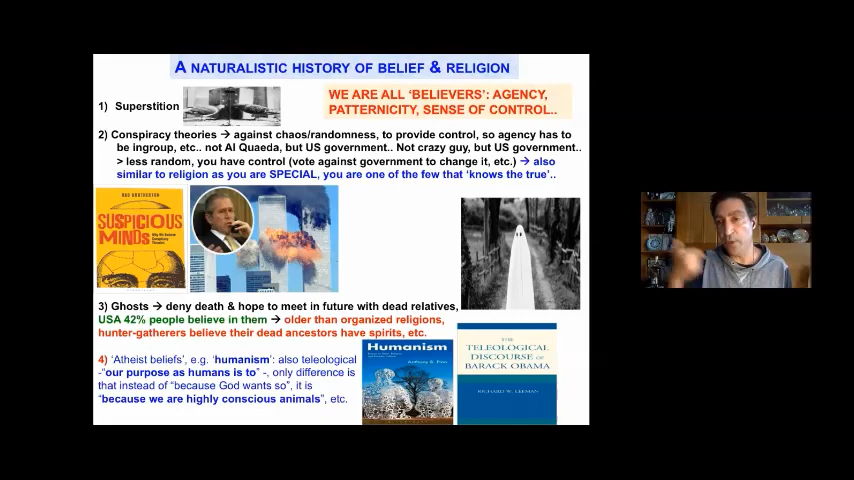 A NATURALISTIC HISTORY OF BELIEF & RELIGION
WE ARE ALL ‘BELIEVERS’: AGENCY,
PATTERNICITY, SENSE OF CONTROL..
1) Superstition
2) Conspiracy theories → against chaos/randomness, to provide control, so agency has to
be ingroup, etc.. not Al Quaeda, but US government.. Not crazy guy, but US government..
> less random, you have control (vote against government to change it, etc.) → also
similar to religion as you are SPECIAL, you are one of the few that ‘knows the true’..
ROB BROTHERTON
SUSPICIOUS
MINDS
3) Ghosts → deny death & hope to meet in future with dead relatives,
USA 42% people believe in them → older than organized religions,
hunter-gatherers believe their dead ancestors have spirits, etc.
4) ‘Atheist beliefs’, e.g. ‘humanism’: also teleological
-“our purpose as humans is to” -, only difference is
that instead of “because God wants so”, it is
“because we are highly conscious animals”, etc.
Humanism
THE
TELEOLOGICAL
DISCOURSE OF
BARACK OBAMA
RICHARD W. LEEMAN